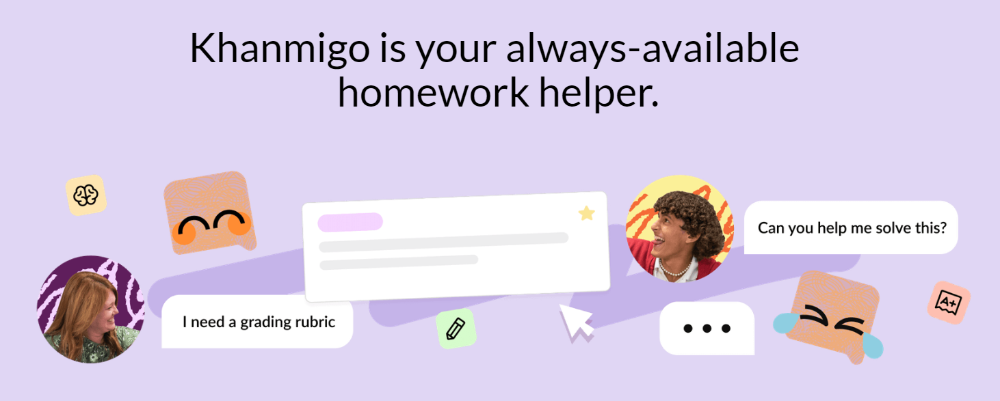 Khanmigo is your always-available
homework helper.
Can you help me solve this?
I need a grading rubric
A+